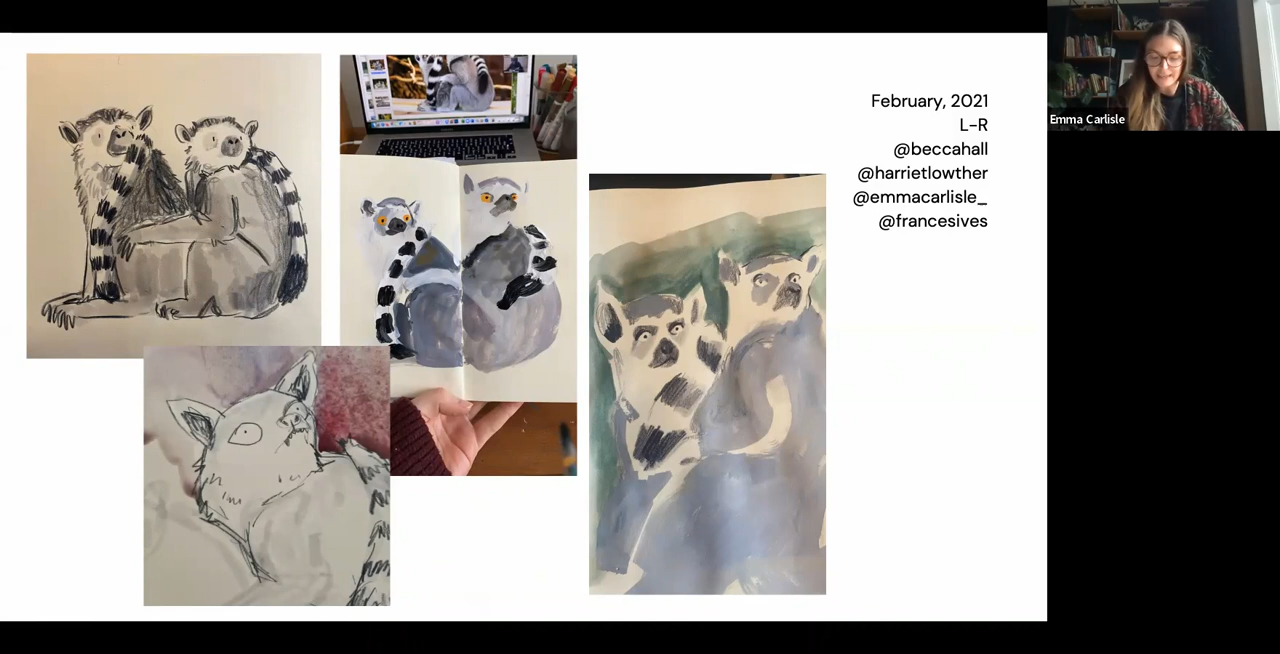 February, 2021
L-R
@beccahall
@harrietlowther
@emmacarlisle_
@francesives
Emma Carlisle